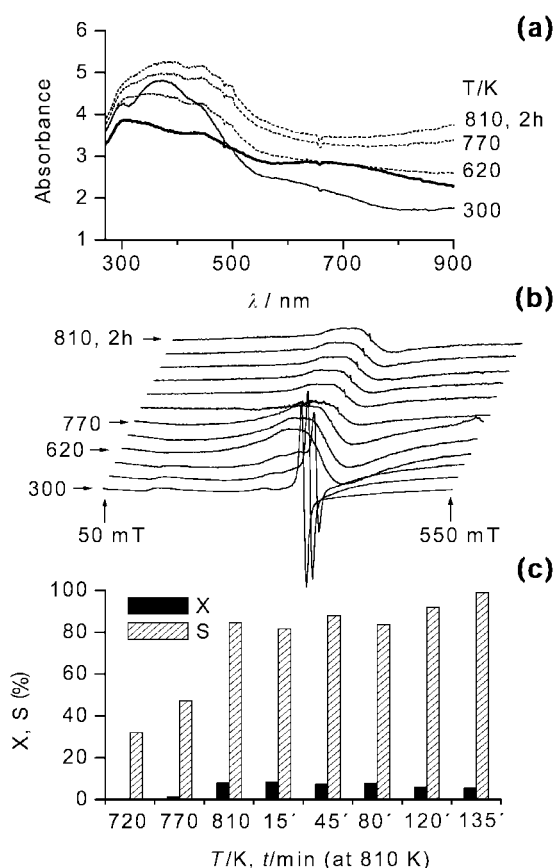 (a)
6
5
4
3
2
1
Absorbance
T/K
810, 2h
770
620
300
300 500 700 900
λ / nm
(b)
810, 2h
770
620
300
50 mT 550 mT
(c)
100
80
60
40
20
0
X, S (%)
X
S
720 770 810 15´ 45´ 80´ 120´ 135´
T/K, t/min (at 810 K)